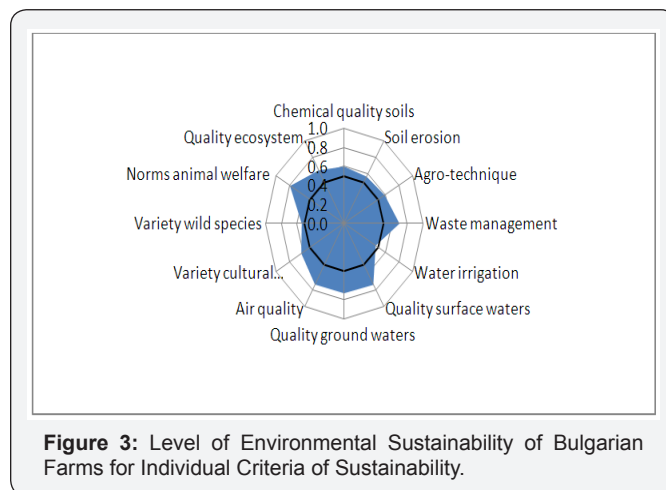 Chemical quality soils
1.0
Quality ecosystem
0.8
Soil erosion
0.6
Norms animal welfare
0.4
Agro-technique
0.2
Variety wild species
0.0
Waste management
Variety cultural...
Water irrigation
Air quality
Quality surface waters
Quality ground waters
Figure 3: Level of Environmental Sustainability of Bulgarian
Farms for Individual Criteria of Sustainability.